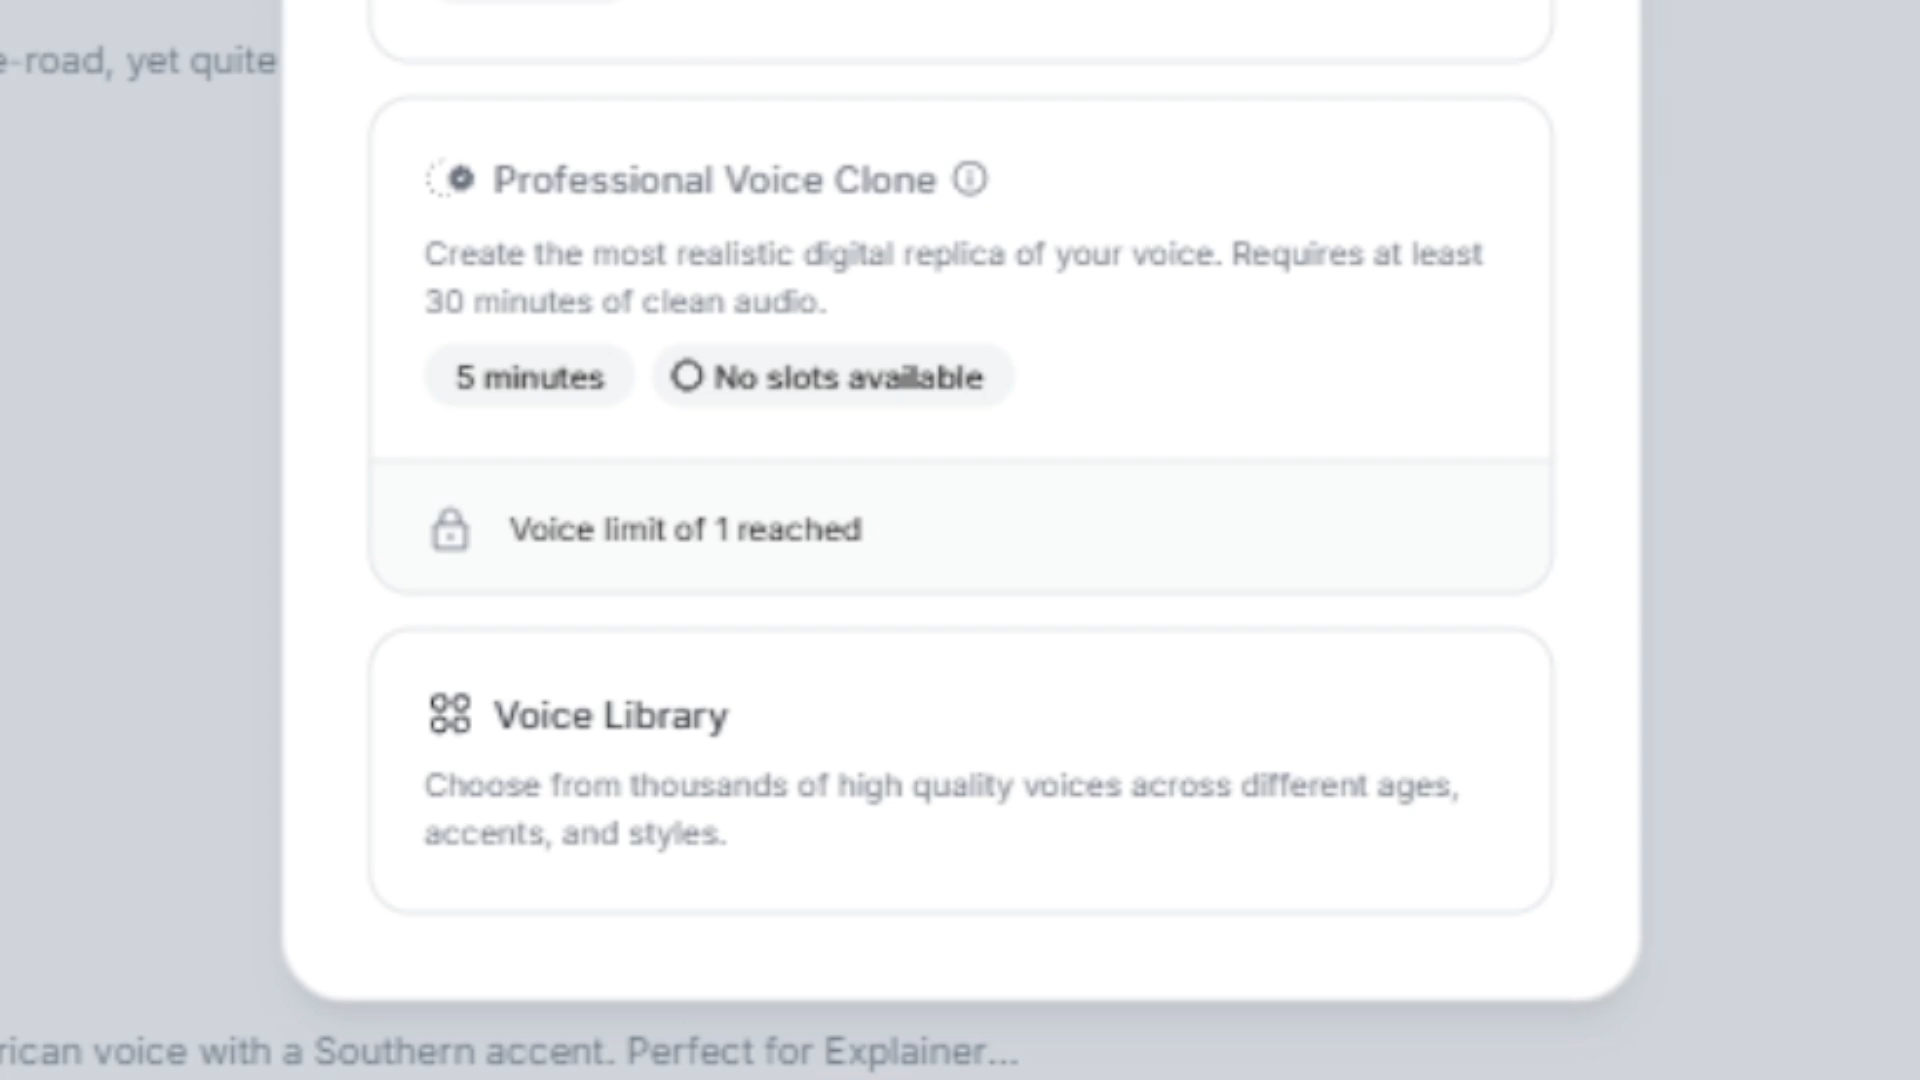 e-road, yet quite
Professional Voice Clone
Create the most realistic digital replica of your voice. Requires at least
30 minutes of clean audio.
5 minutes
No slots available
Voice limit of 1 reached
Voice Library
Choose from thousands of high quality voices across different ages,
accents, and styles.
rican voice with a Southern accent. Perfect for Explainer...